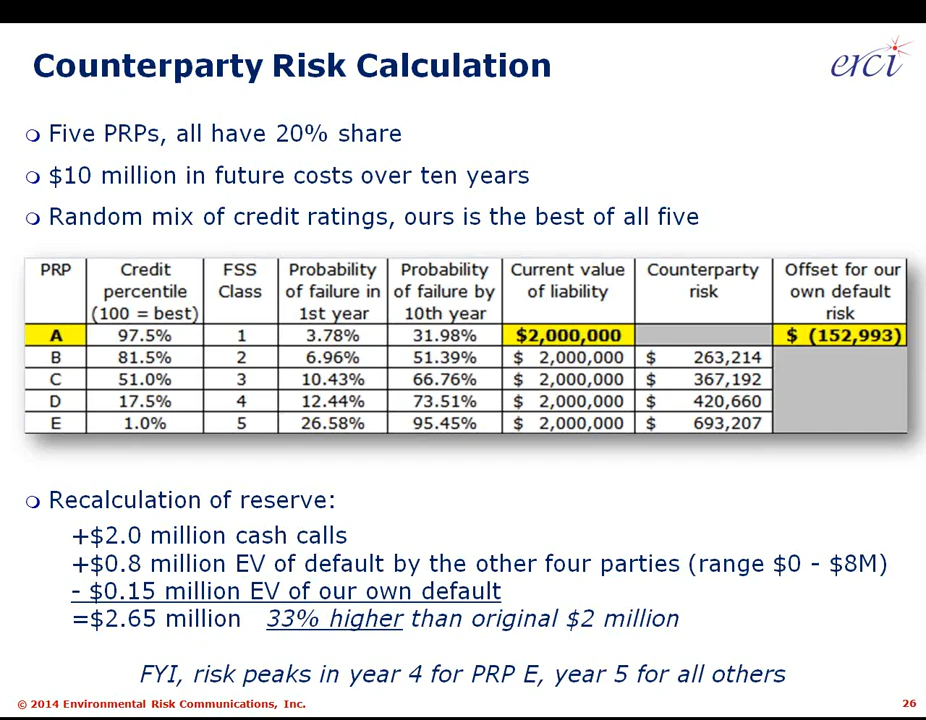 Counterparty Risk Calculation
erci
Five PRPs, all have 20% share
$10 million in future costs over ten years
Random mix of credit ratings, ours is the best of all five
PRP Credit percentile (100 = best) FSS Class Probability of failure in 1st year Probability of failure by 10th year Current value of liability Counterparty risk Offset for our own default risk
A 97.5% 1 3.78% 31.98% $2,000,000 $ (152,993)
B 81.5% 2 6.96% 51.39% $ 2,000,000 $ 263,214
C 51.0% 3 10.43% 66.76% $ 2,000,000 $ 367,192
D 17.5% 4 12.44% 73.51% $ 2,000,000 $ 420,660
E 1.0% 5 26.58% 95.45% $ 2,000,000 $ 693,207
Recalculation of reserve:
+$2.0 million cash calls
+$0.8 million EV of default by the other four parties (range $0 - $8M)
- $0.15 million EV of our own default
=$2.65 million 33% higher than original $2 million
FYI, risk peaks in year 4 for PRP E, year 5 for all others
© 2014 Environmental Risk Communications, Inc.
26